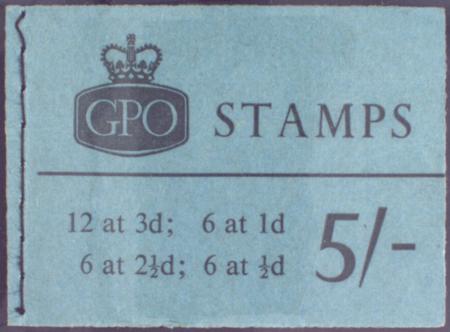 GPO STAMPS
12 at 3d; 6 at 1d
6 at 2½d; 6 at ½d
5/-